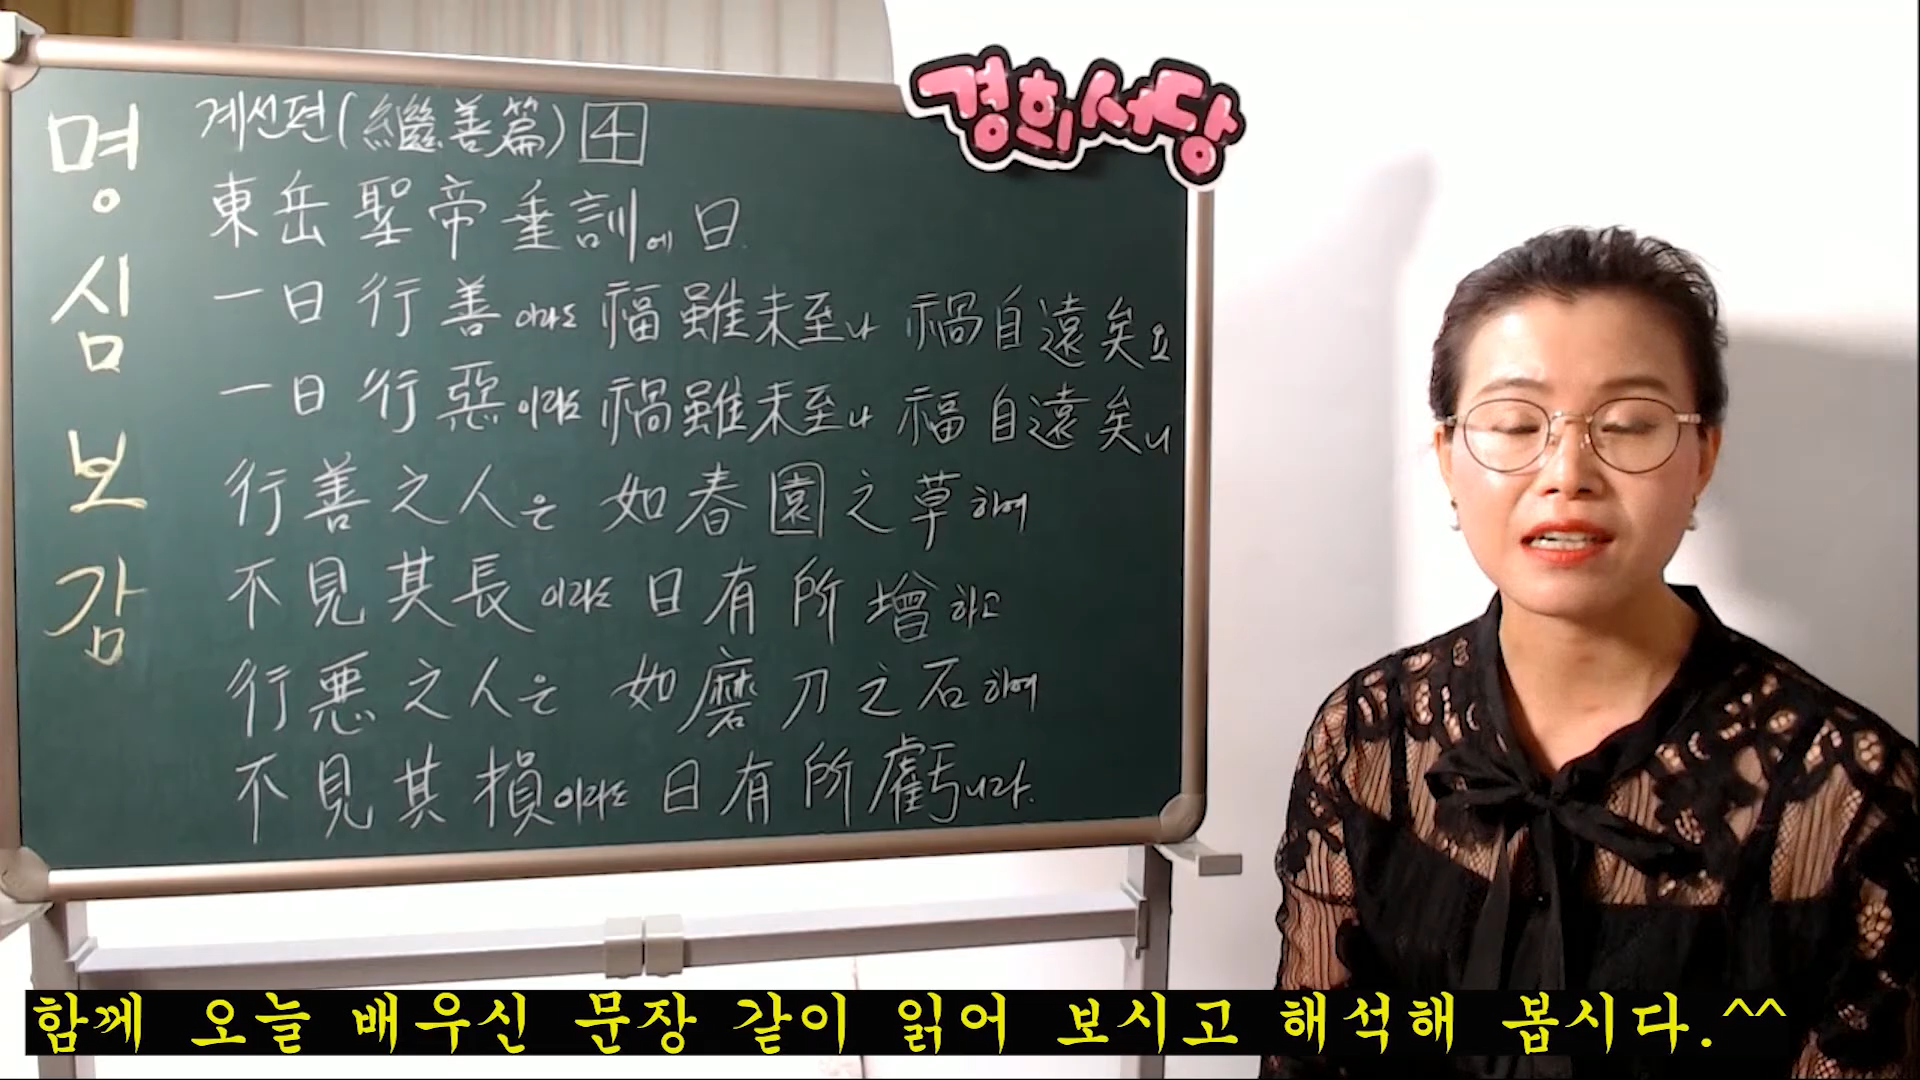 명심보감
계선편(繼善篇) 4
경희서당
東岳聖帝垂訓에 曰
一日行善이라도 福雖未至나 禍自遠矣요
一日行惡이라도 禍雖未至나 福自遠矣니
行善之人은 如春園之草하여
不見其長이라도 日有所增하고
行悪之人은 如磨刀之石하여
不見其損이라도 日有所虧니라.
함께 오늘 배우신 문장 같이 읽어 보시고 해석해 봅시다.^^